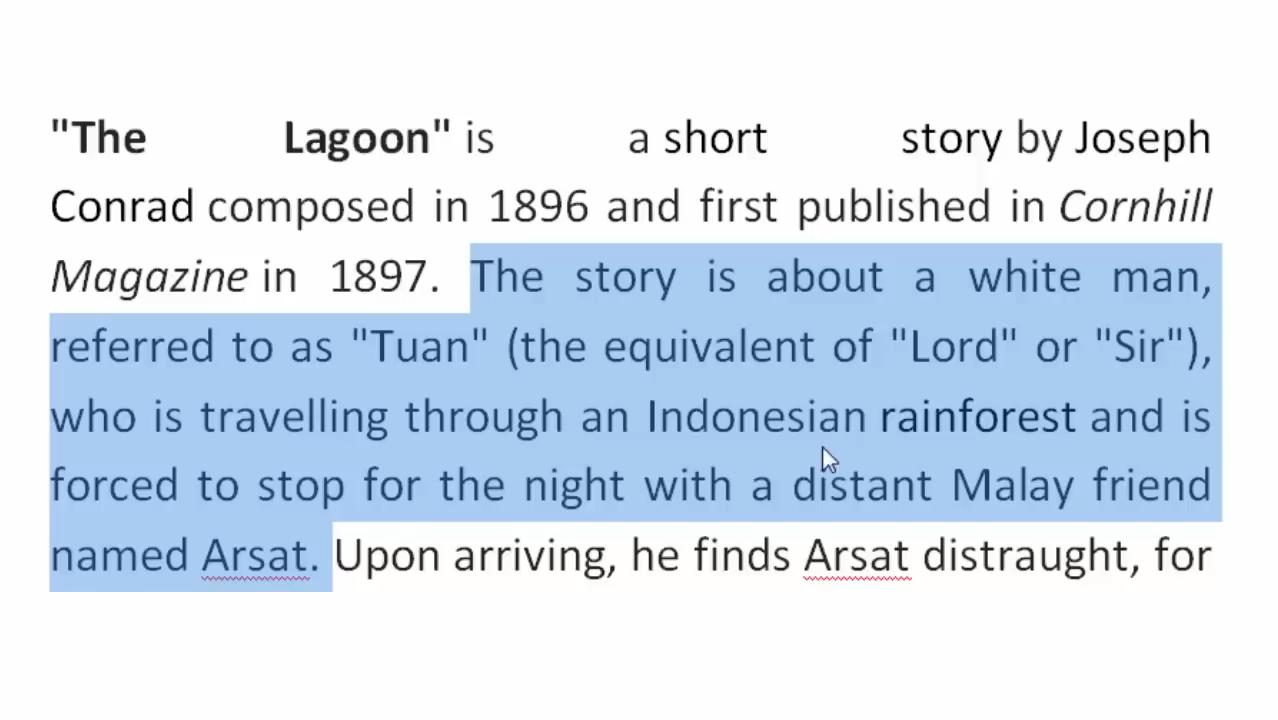 "The Lagoon" is a short story by Joseph
Conrad composed in 1896 and first published in Cornhill
Magazine in 1897. The story is about a white man,
referred to as "Tuan" (the equivalent of "Lord" or "Sir"),
who is travelling through an Indonesian rainforest and is
forced to stop for the night with a distant Malay friend
named Arsat. Upon arriving, he finds Arsat distraught, for